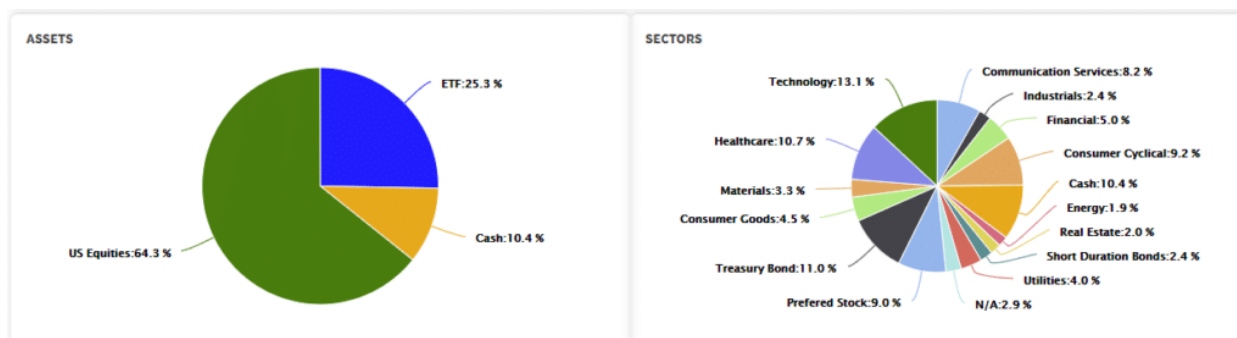 ASSETS
ETF:25.3 %
Cash:10.4 %
US Equities:64.3 %
SECTORS
Communication Services:8.2 %
Technology:13.1 %
Industrials:2.4 %
Financial:5.0 %
Healthcare:10.7 %
Consumer Cyclical:9.2 %
Cash:10.4 %
Materials:3.3 %
Energy:1.9 %
Consumer Goods:4.5 %
Real Estate:2.0 %
Short Duration Bonds:2.4 %
Treasury Bond:11.0 %
Utilities:4.0 %
Prefered Stock:9.0 %
N/A:2.9 %